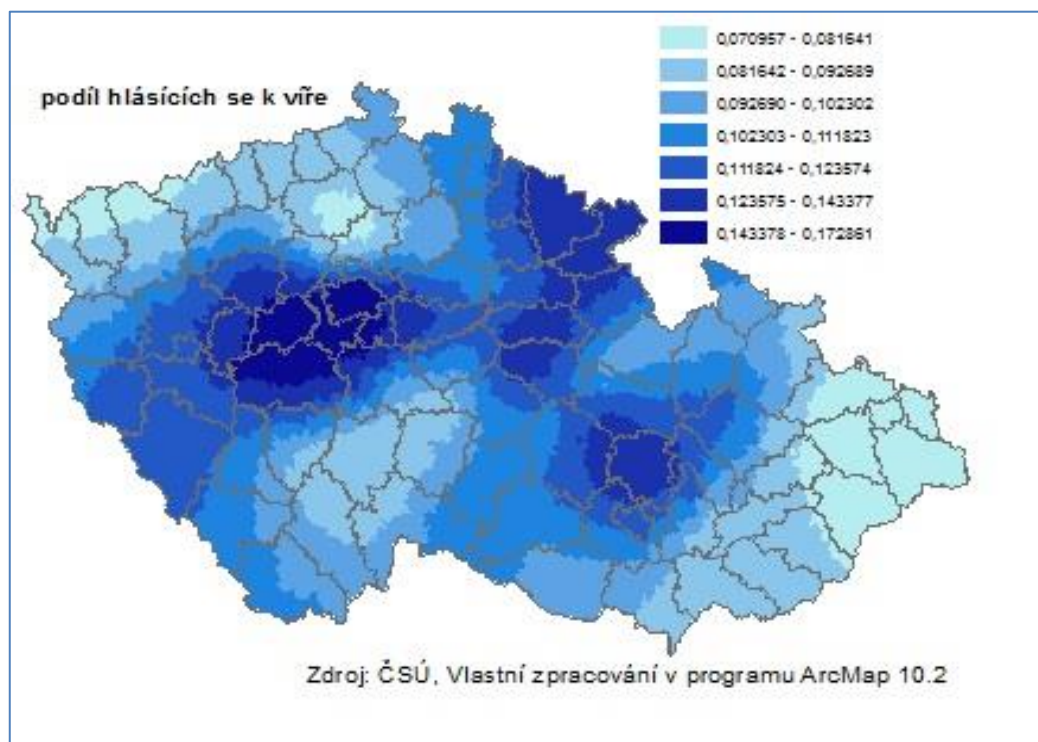 0,070957 - 0,081641
0,081642 - 0,092689
podíl hlásících se k víře
0,092690 - 0,102302
0,102303 - 0,111823
0,111824 - 0,123574
0,123575 - 0,143377
0,143378 - 0,172861
Zdroj: ČSÚ, Vlastní zpracování v programu ArcMap 10.2